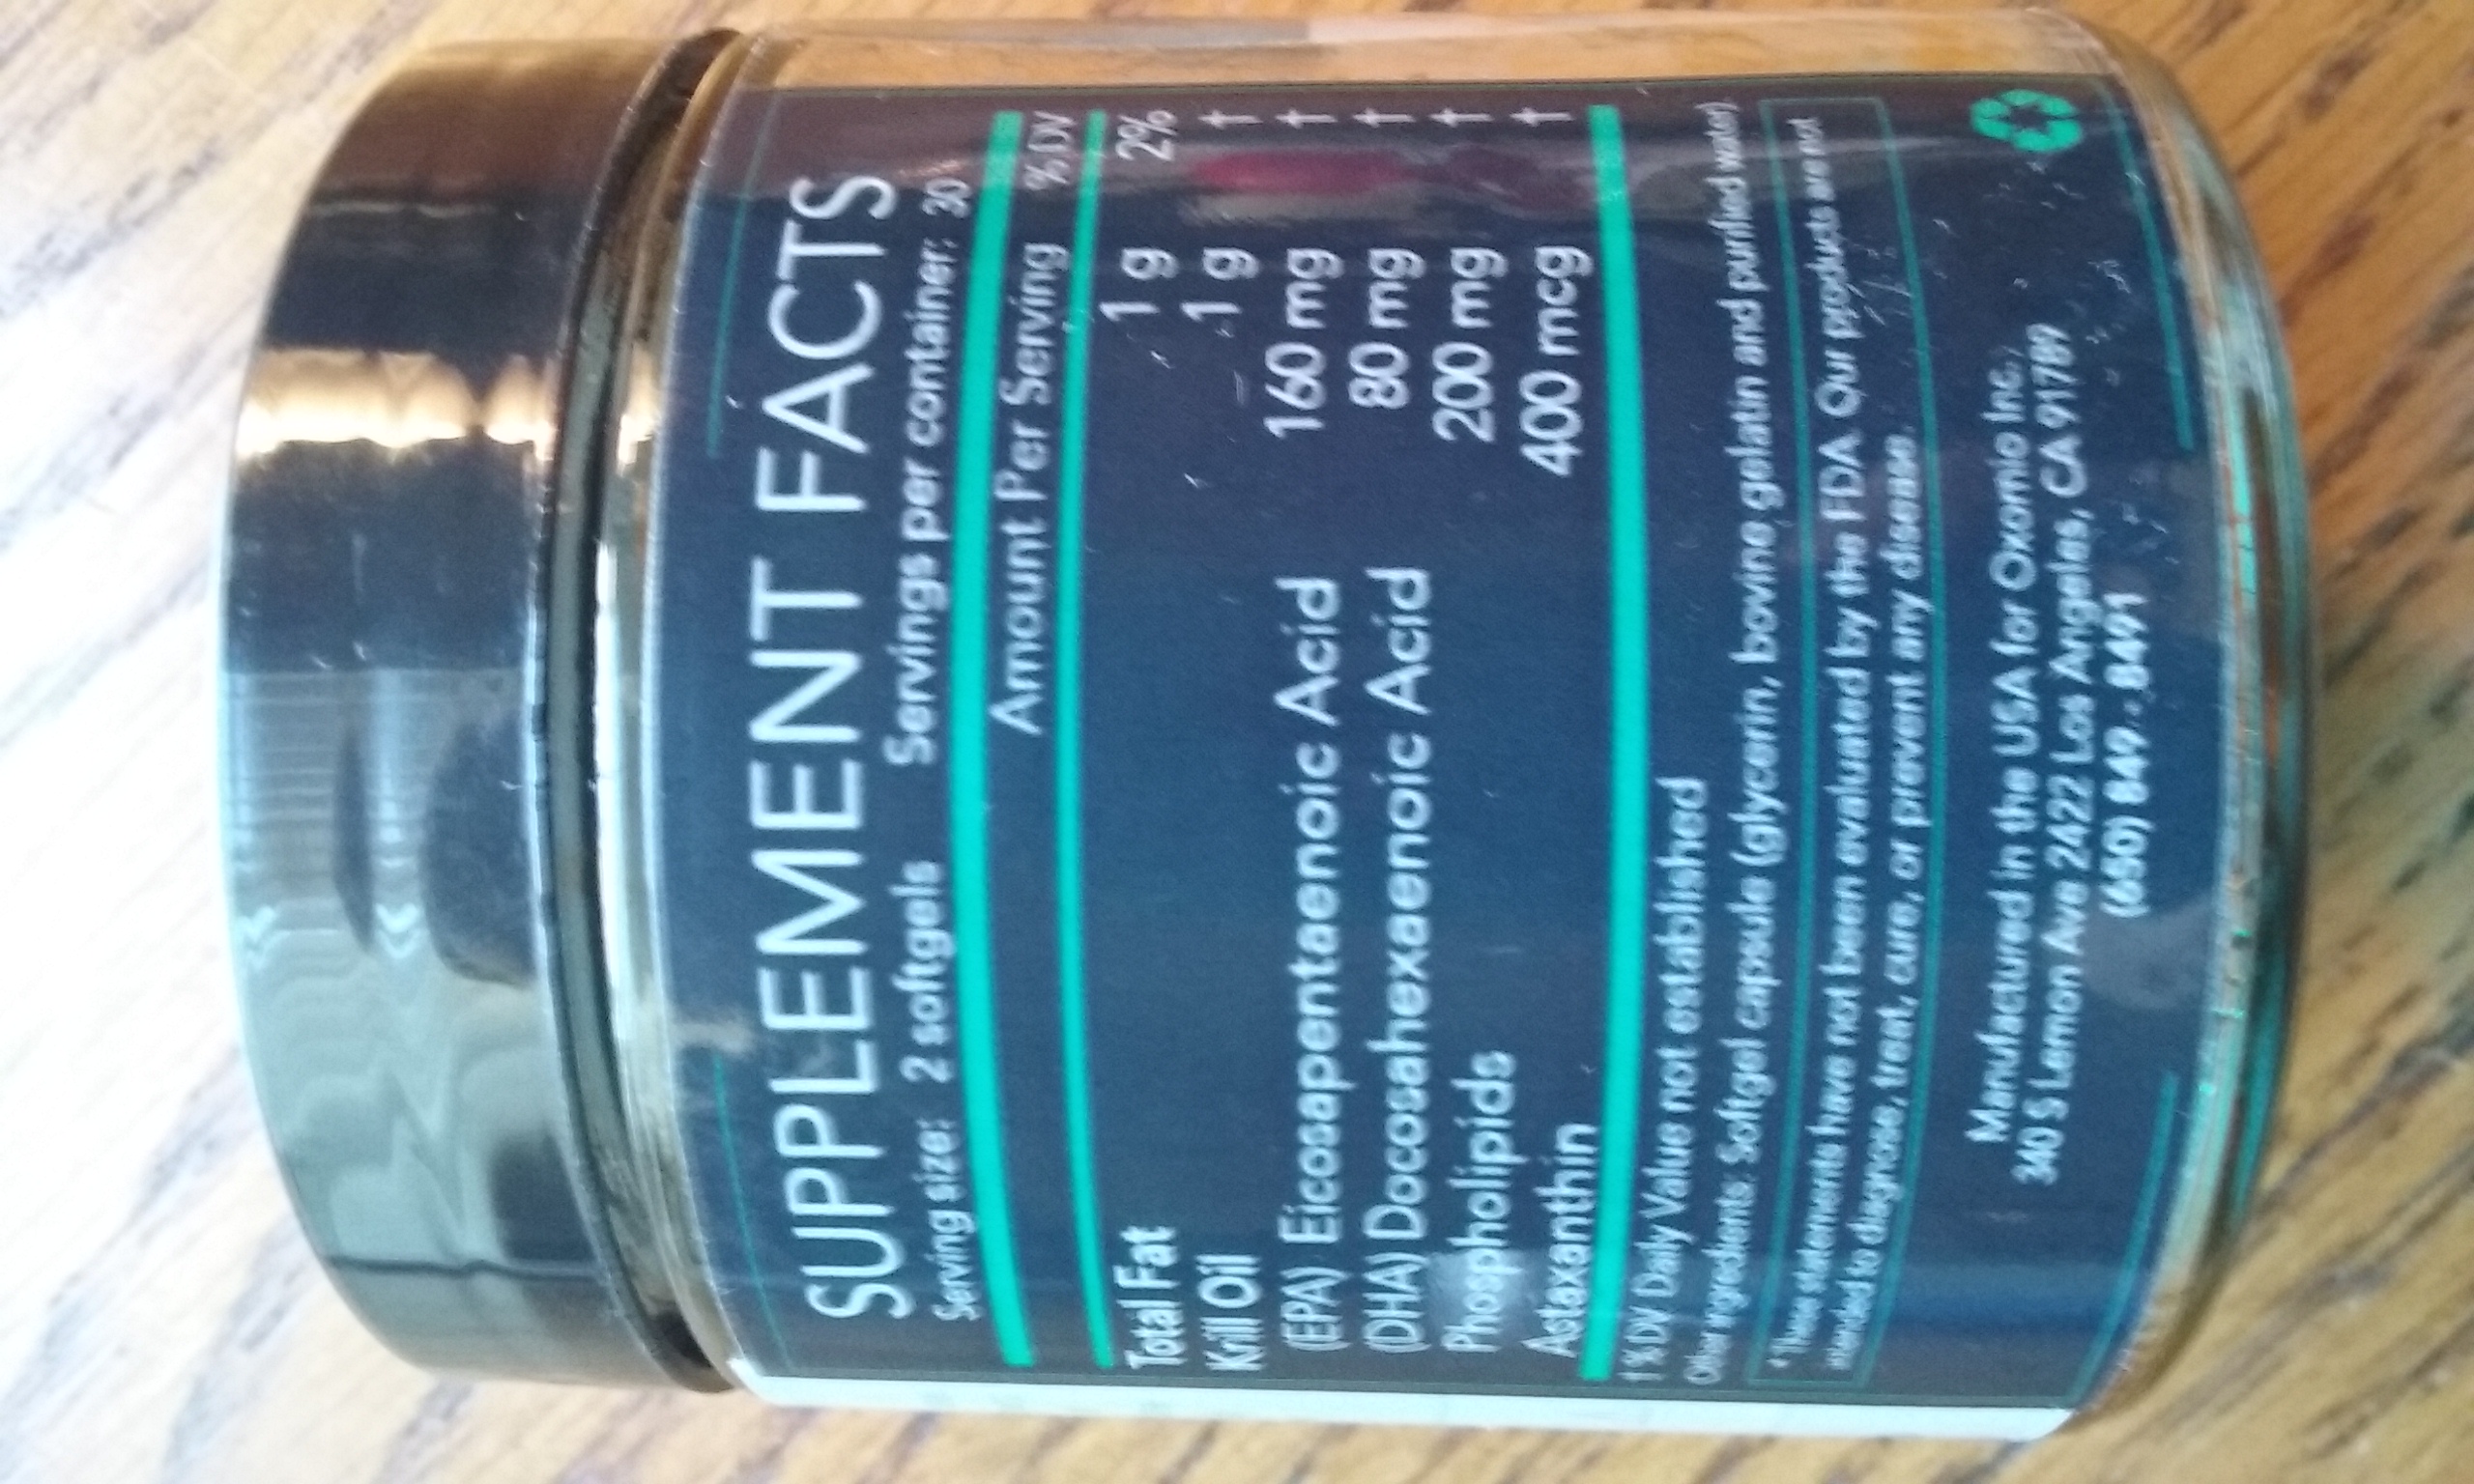 SUPPLEMENT FACTS
Serving size: 2 softgels Servings per container: 30
Amount Per Serving % DV
Total Fat 1 g 2%
Krill Oil 1 g †
(EPA) Eicosapentaenoic Acid 160 mg †
(DHA) Docosahexaenoic Acid 80 mg †
Phospholipids 200 mg †
Astaxanthin 400 mcg †
† % DV Daily Value not established
Other ingredients: Softgel capsule (glycerin, bovine gelatin and purified water).
* These statements have not been evaluated by the FDA. Our products are not
intended to diagnose, treat, cure, or prevent any disease.
Manufactured in the USA for Oxomio Inc.
340 S Lemon Ave 2422 Los Angeles, CA 91789
(650) 849 - 8491